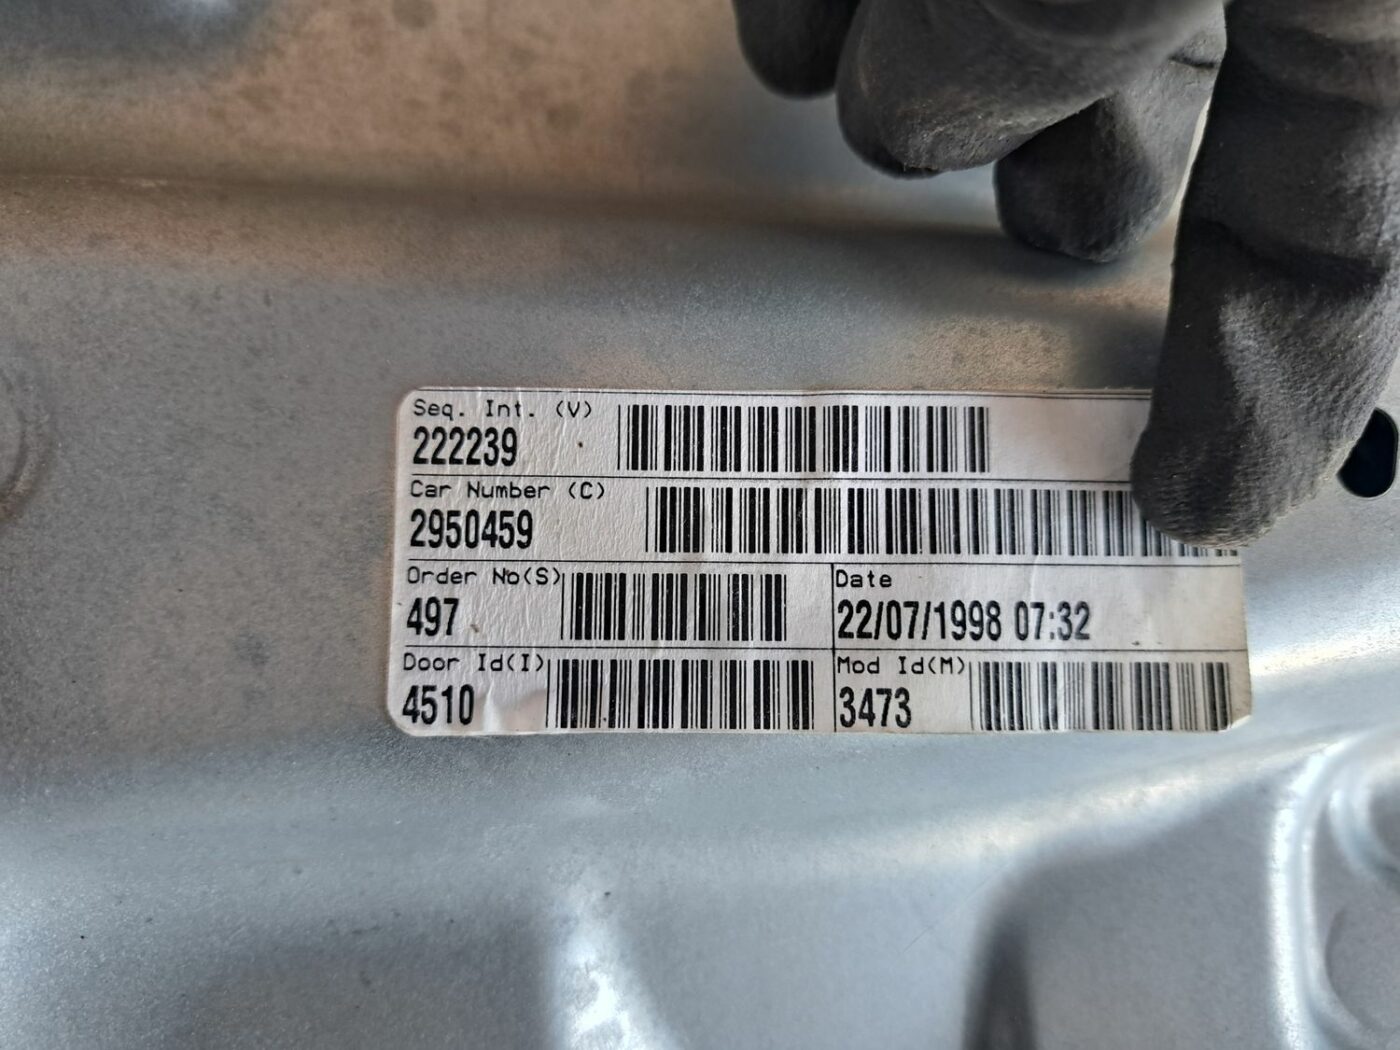 Seq. Int. (V)
222239
Car Number (C)
2950459
Order No(S)
497
Date
22/07/1998 07:32
Door Id(I)
4510
Mod Id(M)
3473